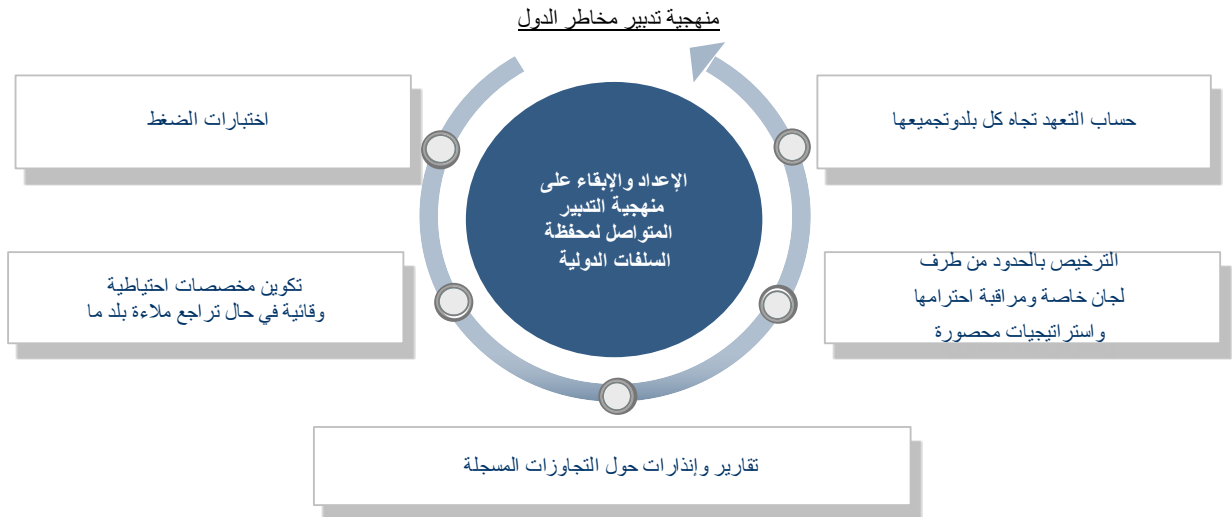 منهجية تدبير مخاطر الدول
حساب التعهد تجاه كل بلدوتجميعها
اختبارات الضغط
الإعداد والإبقاء على
منهجية التدبير
المتواصل لمحفظة
السلفات الدولية
الترخيص بالحدود من طرف
لجان خاصة ومراقبة احترامها
واستراتيجيات محصورة
تكوين مخصصات احتياطية
وقائية في حال تراجع ملاءة بلد ما
تقارير وإنذارات حول التجاوزات المسجلة